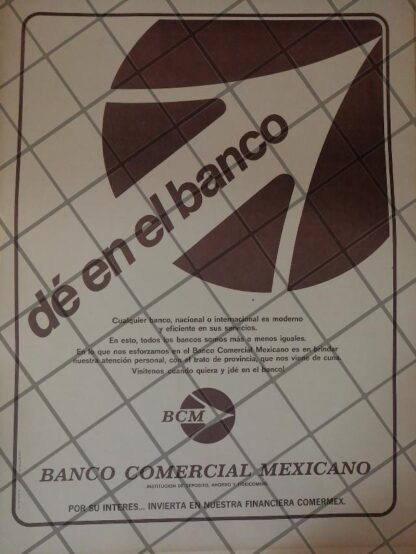 dé en el banco
Cualquier banco, nacional o internacional es moderno
y eficiente en sus servicios.
En esto, todos los bancos somos más o menos iguales.
En lo que nos esforzamos en el Banco Comercial Mexicano es en brindar
nuestra atención personal, con el trato de provincia, que nos viene de cuna.
Visítenos cuando quiera y ¡dé en el banco!
BCM
BANCO COMERCIAL MEXICANO
INSTITUCION DE DEPOSITO, AHORRO Y FIDEICOMISO
POR SU INTERES... INVIERTA EN NUESTRA FINANCIERA COMERMEX.